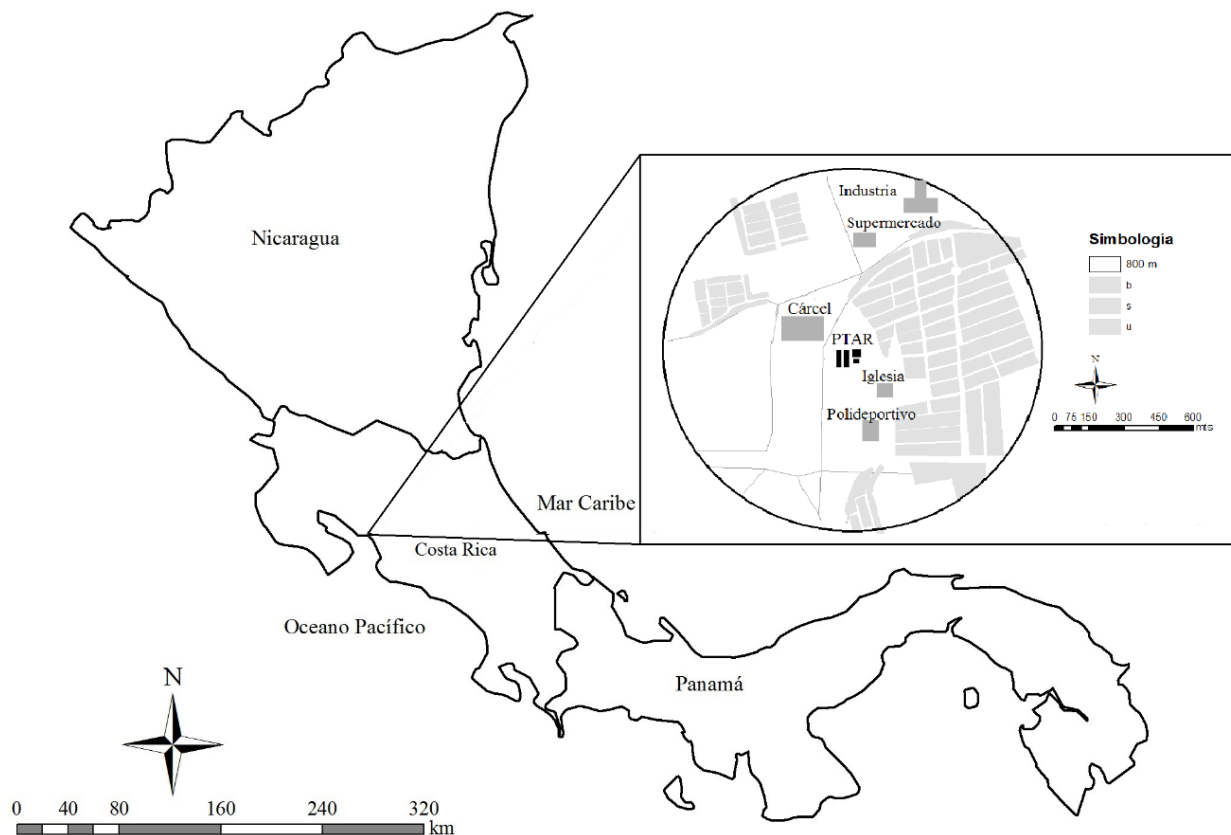 Nicaragua
Costa Rica
Panamá
Mar Caribe
Oceano Pacífico
N
0 40 80 160 240 320
km
Industria
Supermercado
Cárcel
PTAR
Iglesia
Polideportivo
Simbología
800 m
b
s
u
N
0 75 150 300 450 600
mts